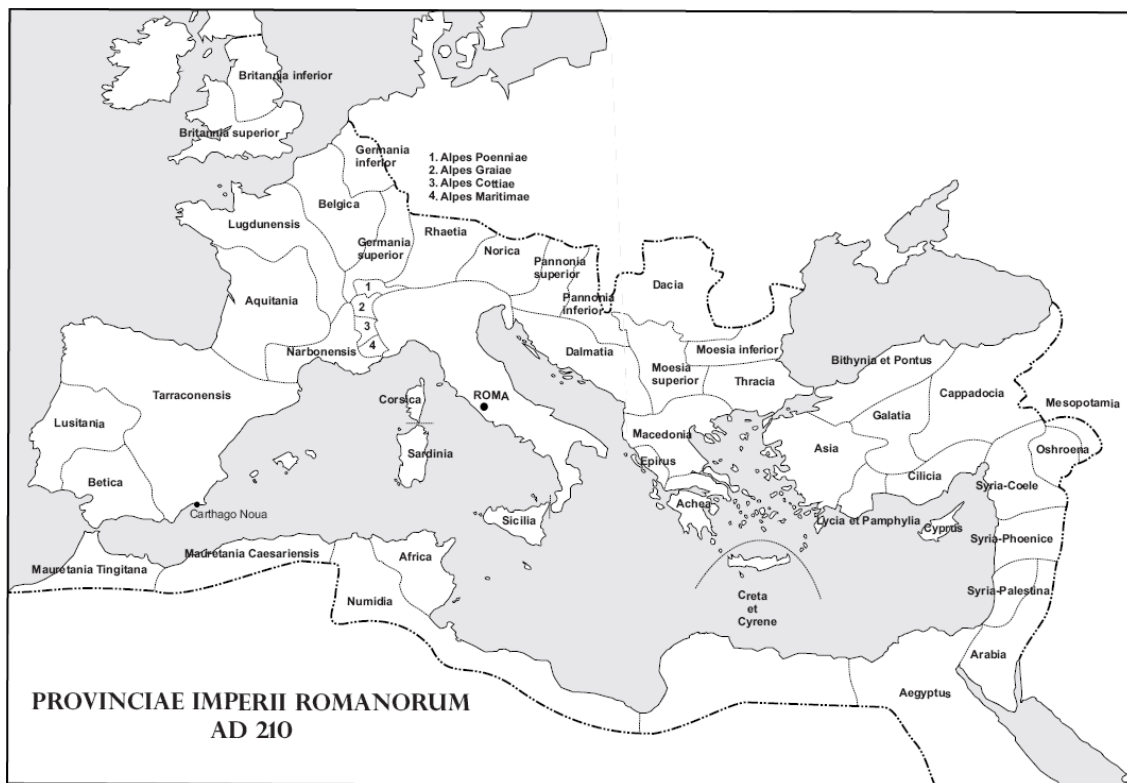 Britannia inferior
Britannia superior
Germania
inferior
1. Alpes Poenniae
2. Alpes Graiae
3. Alpes Cottiae
4. Alpes Maritimae
Belgica
Lugdunensis
Rhaetia
Germania
superior
Norica
Pannonia
superior
Dacia
1
Aquitania
2
Pannonia
inferior
3
4
Narbonensis
Dalmatia
Moesia inferior
Bithynia et Pontus
Moesia
superior
Thracia
Tarraconensis
Corsica
ROMA
Cappadocia
Mesopotamia
Galatia
Lusitania
Macedonia
Asia
Oshroena
Sardinia
Epirus
Betica
Cilicia
Syria-Coele
Achea
Carthago Noua
Sicilia
Lycia et Pamphylia
Cyprus
Syria-Phoenice
Mauretania Caesariensis
Africa
Mauretania Tingitana
Syria-Palestina
Numidia
Creta
et
Cyrene
Arabia
Aegyptus
PROVINCIAE IMPERII ROMANORUM
AD 210